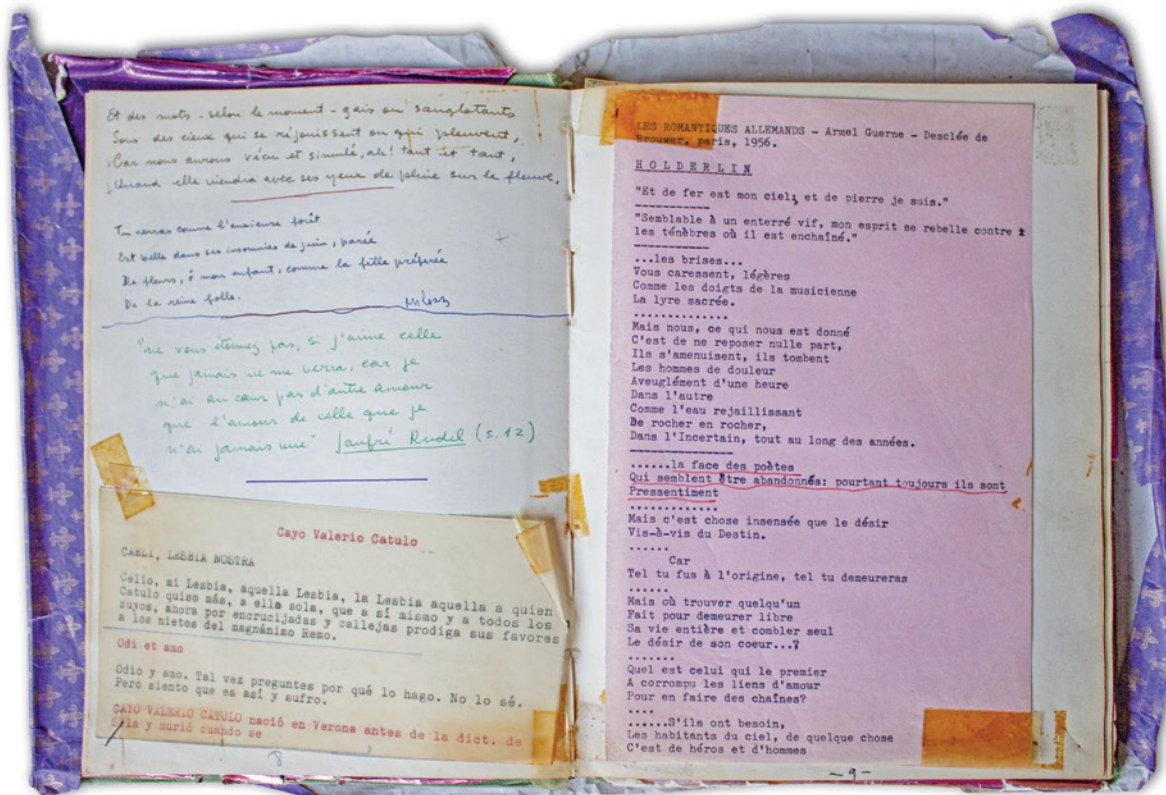 Et des mots - selon le moment - gais ou sanglotants
Sous des cieux qui se réjouissent ou qui pleuvent,
Car nous aurons vécu et simulé, ah! tant et tant,
Quand elle viendra avec ses yeux de pluie sur le fleuve.
Tu verras comme l'ancienne forêt
Est belle dans ses insomnies de juin, parée
De fleurs, ô mon enfant, comme la fille préparée
De la reine folle.
Milosz
"ne vous étonnez pas, si j'aime celle
que jamais ne me verra, car je
n'ai au cœur pas d'autre amour
que l'amour de celle que je
n'ai jamais vue" Jaufré Rudel (s. 12)
Cayo Valerio Catulo
CAELI, LESBIA NOSTRA
Celio, mi Lesbia, aquella Lesbia, la Lesbia aquella a quien
Catulo quiso más, a ella sola, que a sí mismo y a todos los
suyos, ahora por encrucijadas y callejas prodiga sus favores
a los nietos del magnánimo Remo.
Odi et amo
Odio y amo. Tal vez preguntes por qué lo hago. No lo sé.
Pero siento que es así y sufro.
CAYO VALERIO CATULO nació en Verona antes de la dict. de
Sila y murió cuando se
8
LES ROMANTIQUES ALLEMANDS - Armel Guerne - Desclée de
Brouwer, paris, 1956.
HOLDERLIN
"Et de fer est mon ciel, et de pierre je suis."
-----------
"Semblable à un enterré vif, mon esprit se rebelle contre
les ténèbres où il est enchaîné."
-----------
...les brises...
Vous caressent, légères
Comme les doigts de la musicienne
La lyre sacrée.
.............
Mais nous, ce qui nous est donné
C'est de ne reposer nulle part,
Ils s'amenuisent, ils tombent
Les hommes de douleur
Aveuglément d'une heure
Dans l'autre
Comme l'eau rejaillissant
De rocher en rocher,
Dans l'Incertain, tout au long des années.
---------------
......la face des poètes
Qui semblent être abandonnés: pourtant toujours ils sont
Pressentiment
.............
Mais c'est chose insensée que le désir
Vis-à-vis du Destin.
......
Car
Tel tu fus à l'origine, tel tu demeureras
......
Mais où trouver quelqu'un
Fait pour demeurer libre
Sa vie entière et combler seul
Le désir de son coeur...?
.......
Quel est celui qui le premier
A corrompu les liens d'amour
Pour en faire des chaînes?
....
......S'ils ont besoin,
Les habitants du ciel, de quelque chose
C'est de héros et d'hommes
-9-